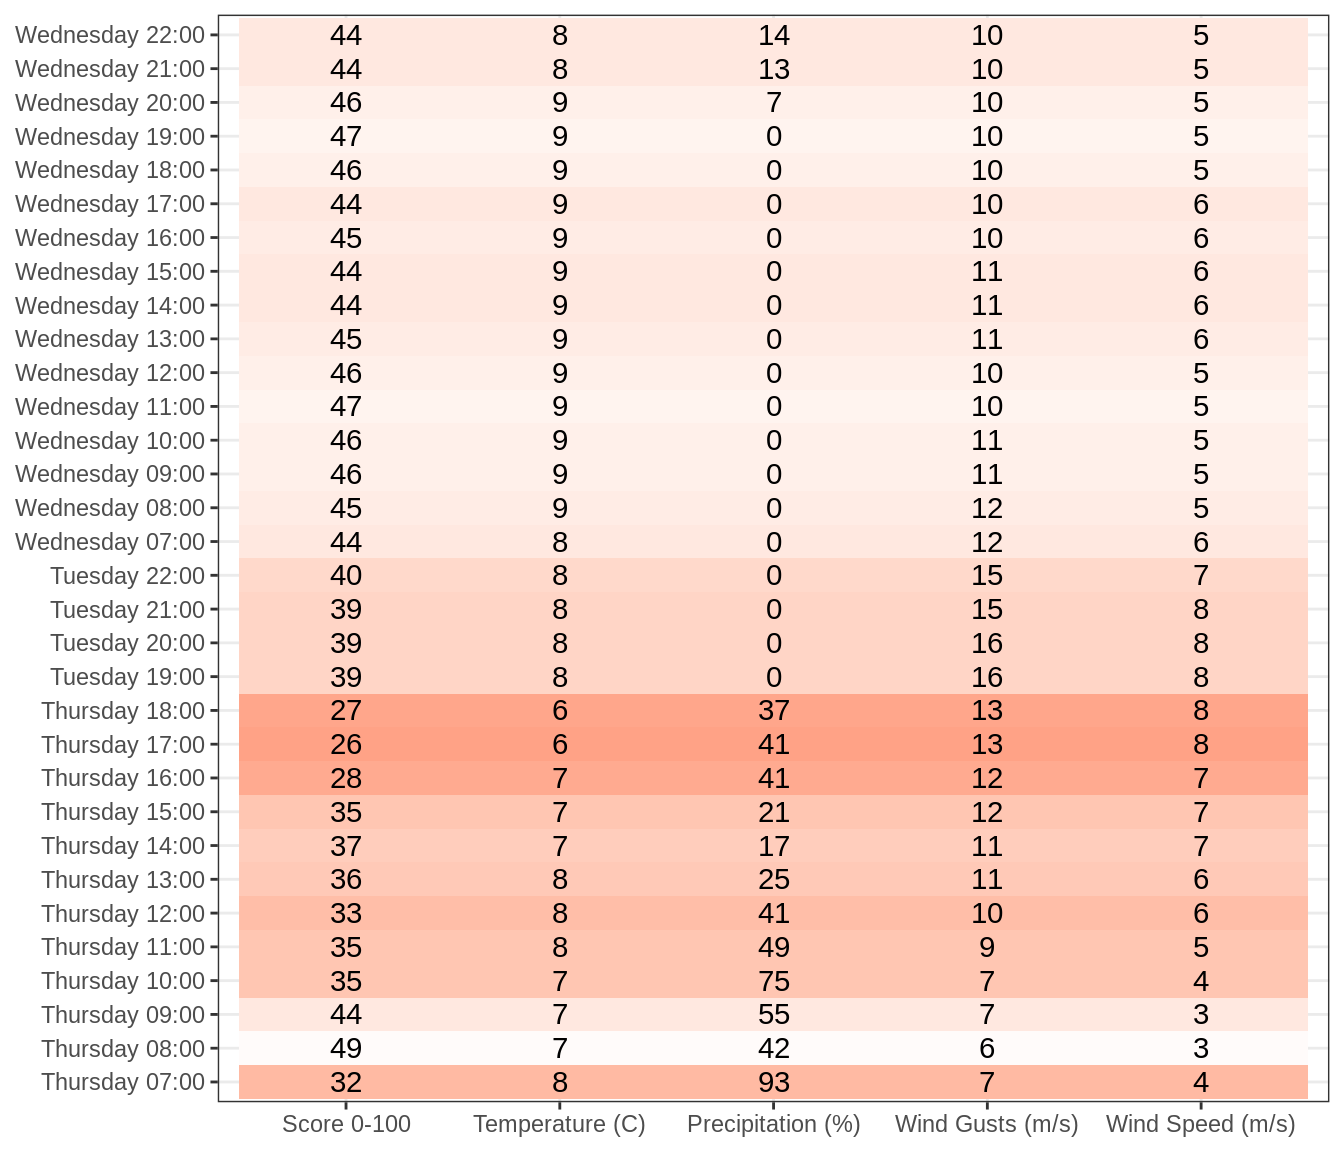 Wednesday 22:00 44 8 14 10 5
Wednesday 21:00 44 8 13 10 5
Wednesday 20:00 46 9 7 10 5
Wednesday 19:00 47 9 0 10 5
Wednesday 18:00 46 9 0 10 5
Wednesday 17:00 44 9 0 10 6
Wednesday 16:00 45 9 0 10 6
Wednesday 15:00 44 9 0 11 6
Wednesday 14:00 44 9 0 11 6
Wednesday 13:00 45 9 0 11 6
Wednesday 12:00 46 9 0 10 5
Wednesday 11:00 47 9 0 10 5
Wednesday 10:00 46 9 0 11 5
Wednesday 09:00 46 9 0 11 5
Wednesday 08:00 45 9 0 12 5
Wednesday 07:00 44 8 0 12 6
Tuesday 22:00 40 8 0 15 7
Tuesday 21:00 39 8 0 15 8
Tuesday 20:00 39 8 0 16 8
Tuesday 19:00 39 8 0 16 8
Thursday 18:00 27 6 37 13 8
Thursday 17:00 26 6 41 13 8
Thursday 16:00 28 7 41 12 7
Thursday 15:00 35 7 21 12 7
Thursday 14:00 37 7 17 11 7
Thursday 13:00 36 8 25 11 6
Thursday 12:00 33 8 41 10 6
Thursday 11:00 35 8 49 9 5
Thursday 10:00 35 7 75 7 4
Thursday 09:00 44 7 55 7 3
Thursday 08:00 49 7 42 6 3
Thursday 07:00 32 8 93 7 4
Score 0-100 Temperature (C) Precipitation (%) Wind Gusts (m/s) Wind Speed (m/s)